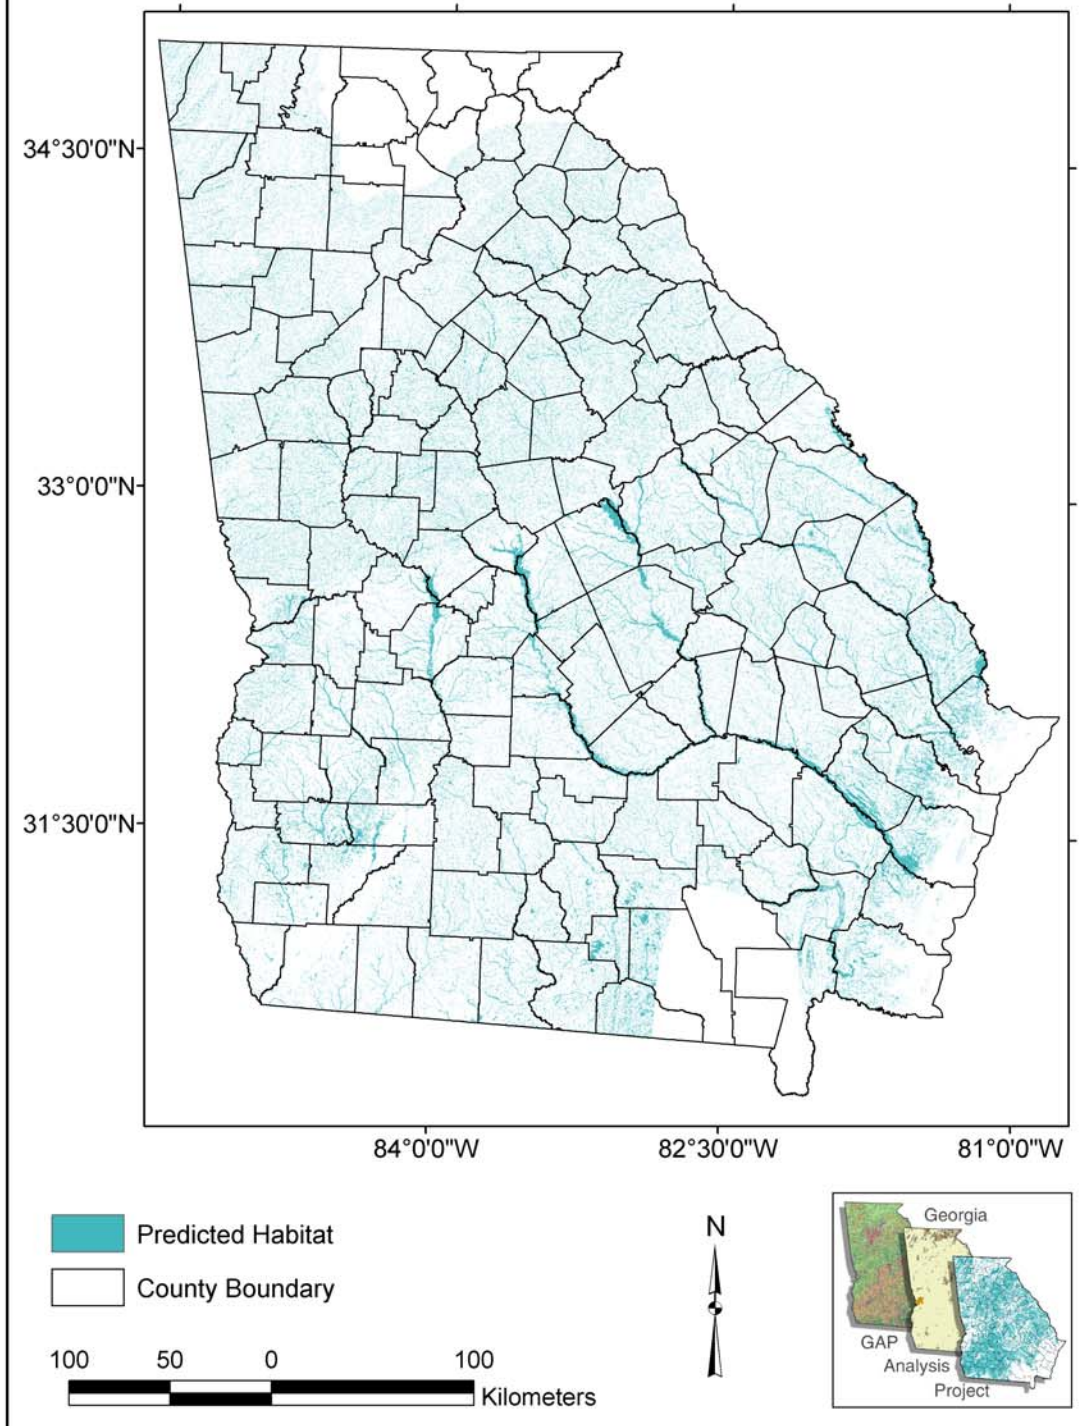 34°30'0"N
33°0'0"N
31°30'0"N
84°0'0"W 82°30'0"W 81°0'0"W
Predicted Habitat
County Boundary
100 50 0 100
Kilometers
N
Georgia
GAP
Analysis
Project